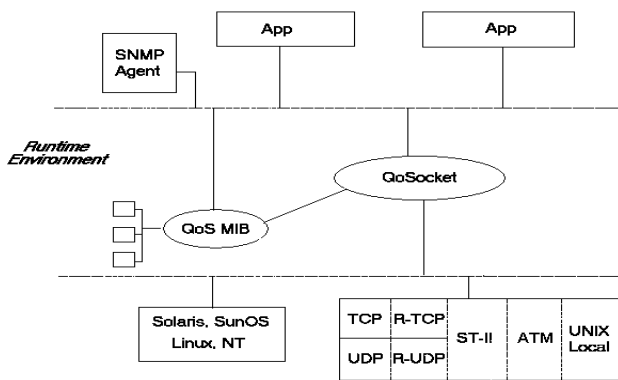 App
App
SNMP
Agent
Runtime
Environment
QoSocket
QoS MIB
Solaris, SunOS
Linux, NT
TCP
R-TCP
UDP
R-UDP
ST-II
ATM
UNIX
Local